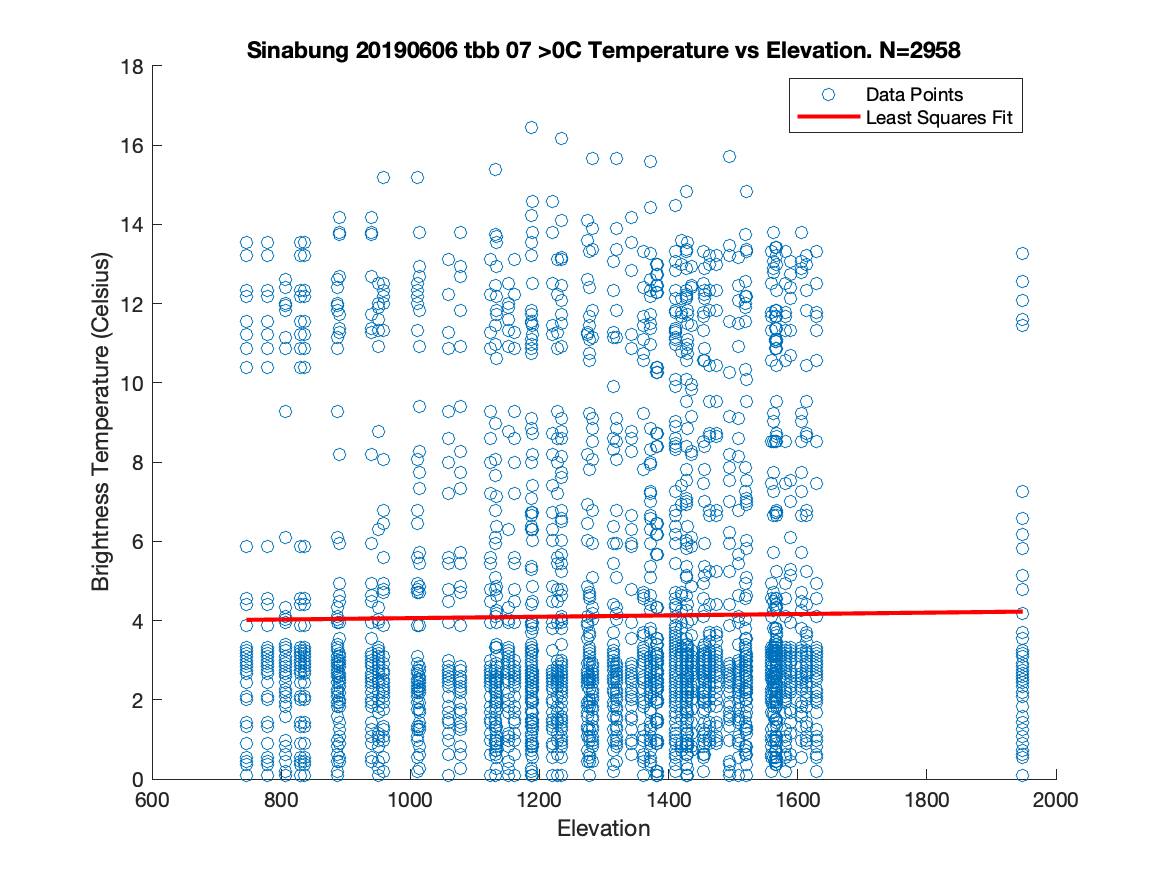 Sinabung 20190606 tbb 07 >0C Temperature vs Elevation. N=2958
Data Points
Least Squares Fit
Brightness Temperature (Celsius)
18
16
14
12
10
8
6
4
2
0
600 800 1000 1200 1400 1600 1800 2000
Elevation